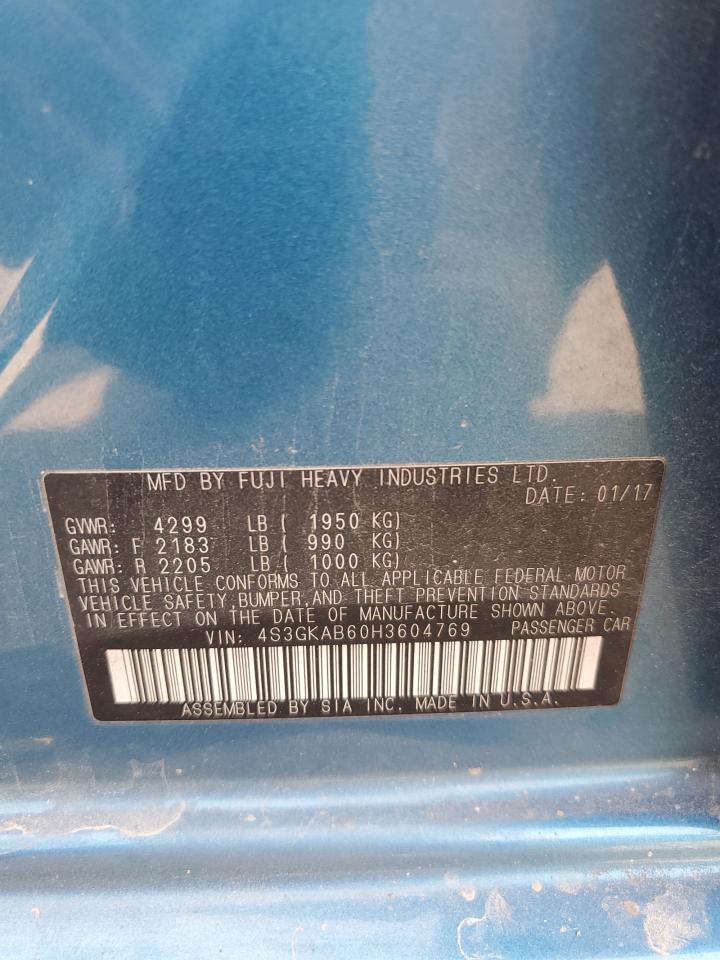 MFD BY FUJI HEAVY INDUSTRIES LTD.
DATE: 01/17
GVWR: 4299 LB ( 1950 KG)
GAWR: F 2183 LB ( 990 KG)
GAWR: R 2205 LB ( 1000 KG)
THIS VEHICLE CONFORMS TO ALL APPLICABLE FEDERAL MOTOR
VEHICLE SAFETY, BUMPER, AND THEFT PREVENTION STANDARDS
IN EFFECT ON THE DATE OF MANUFACTURE SHOWN ABOVE.
VIN: 4S3GKAB60H3604769 PASSENGER CAR
ASSEMBLED BY SIA INC. MADE IN U.S.A.